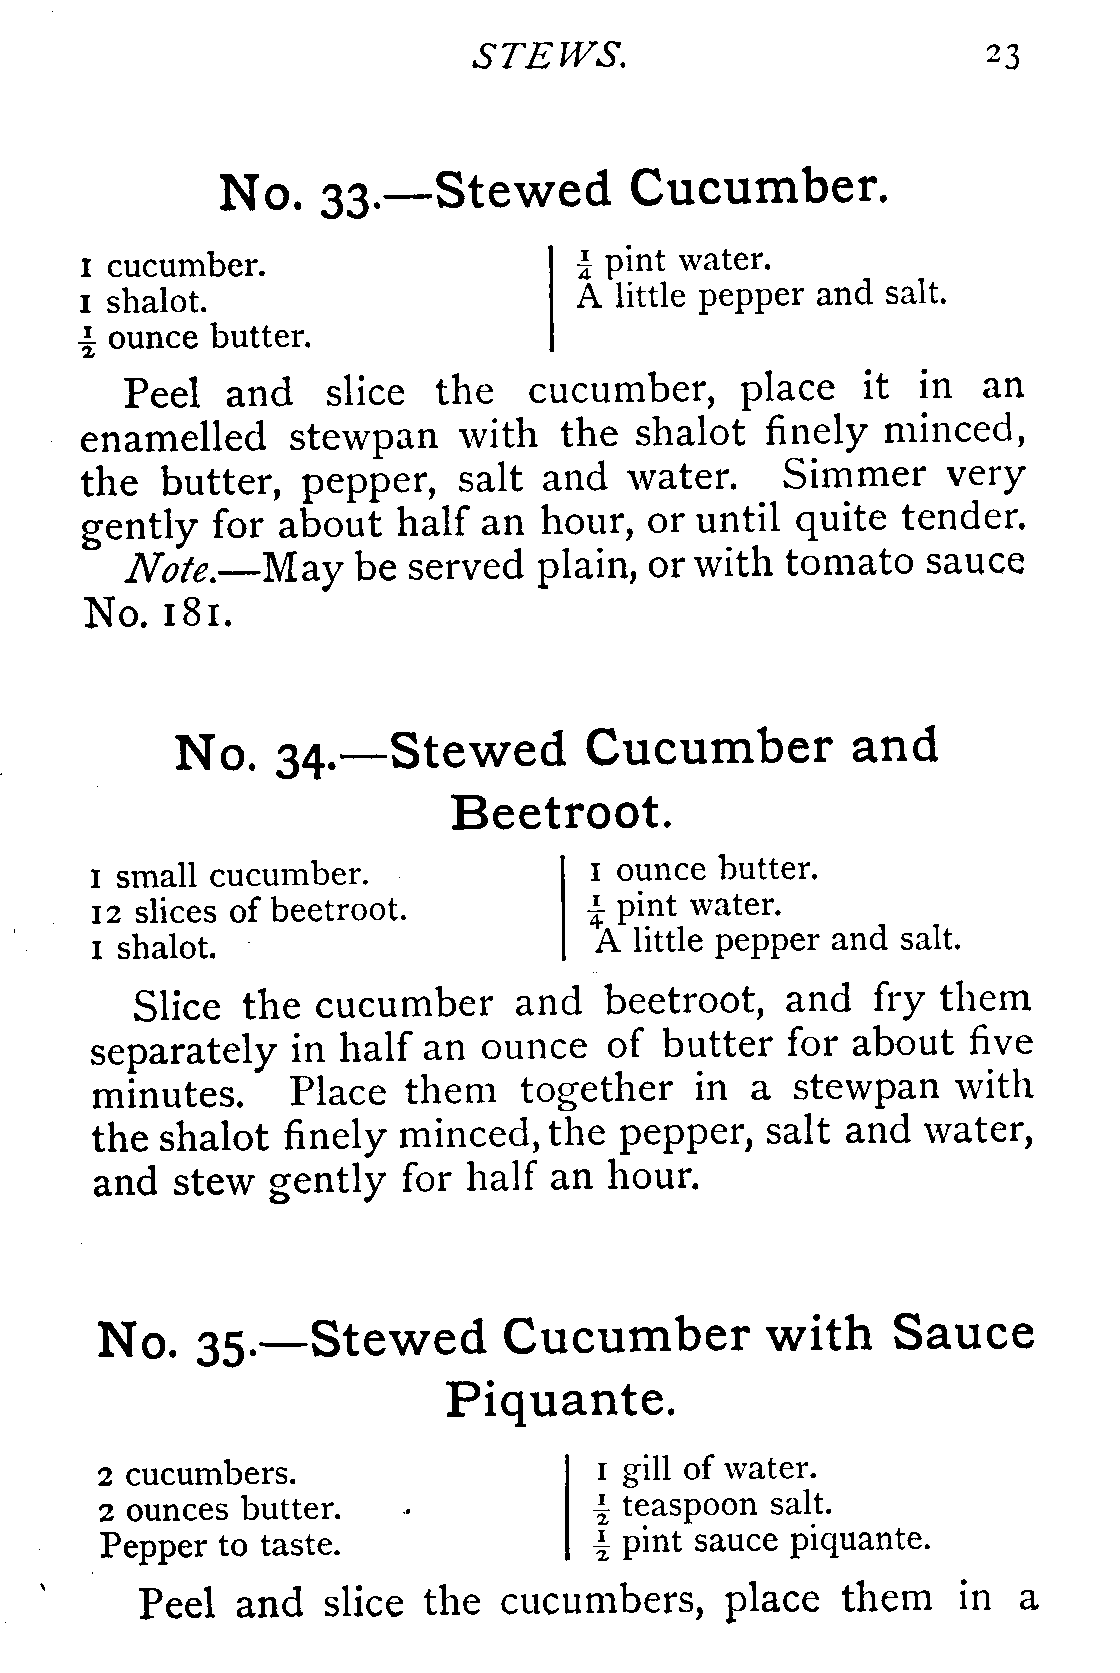 STEWS. 23
No. 33.—Stewed Cucumber.
1 cucumber.
1 shalot.
½ ounce butter.
¼ pint water.
A little pepper and salt.
Peel and slice the cucumber, place it in an
enamelled stewpan with the shalot finely minced,
the butter, pepper, salt and water. Simmer very
gently for about half an hour, or until quite tender.
Note.—May be served plain, or with tomato sauce
No. 181.
No. 34.—Stewed Cucumber and
Beetroot.
1 small cucumber.
12 slices of beetroot.
1 shalot.
1 ounce butter.
¼ pint water.
A little pepper and salt.
Slice the cucumber and beetroot, and fry them
separately in half an ounce of butter for about five
minutes. Place them together in a stewpan with
the shalot finely minced, the pepper, salt and water,
and stew gently for half an hour.
No. 35.—Stewed Cucumber with Sauce
Piquante.
2 cucumbers.
2 ounces butter.
Pepper to taste.
1 gill of water.
½ teaspoon salt.
½ pint sauce piquante.
Peel and slice the cucumbers, place them in a